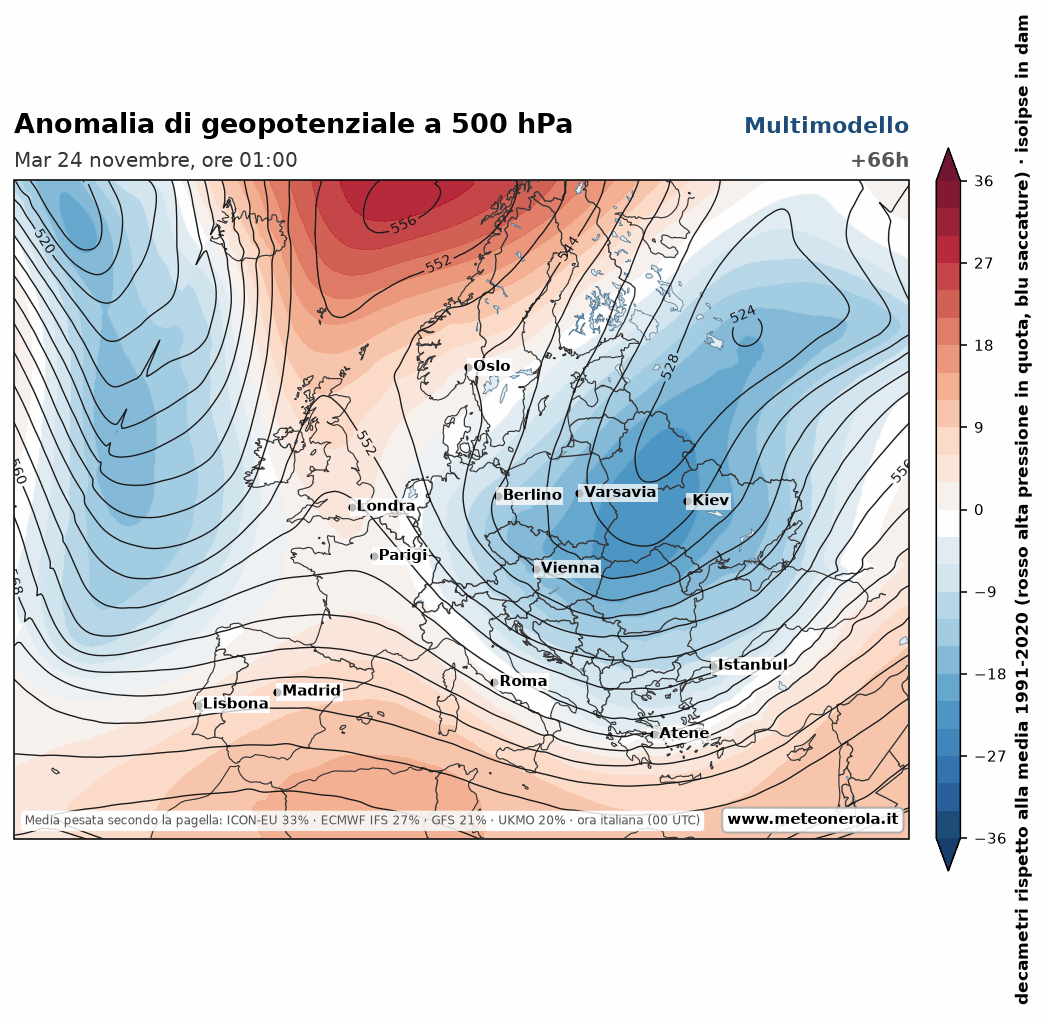 Anomalia di geopotenziale a 500 hPa
Multimodello
Mar 24 novembre, ore 01:00
+66h
decametri rispetto alla media 1991-2020 (rosso alta pressione in quota, blu saccature) · isoipse in dam
36
27
18
9
0
−9
−18
−27
−36
520
556
552
544
524
528
552
560
556
568
Oslo
Berlino
Varsavia
Kiev
Londra
Parigi
Vienna
Istanbul
Roma
Madrid
Lisbona
Atene
Media pesata secondo la pagella: ICON-EU 33% · ECMWF IFS 27% · GFS 21% · UKMO 20% · ora italiana (00 UTC)
www.meteonerola.it